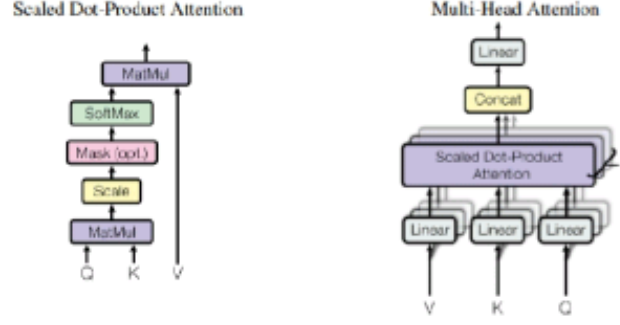 Scaled Dot-Product Attention
MatMul
SoftMax
Mask (opt.)
Scale
MatMul
Q K V
Multi-Head Attention
Linear
Concat
Scaled Dot-Product
Attention
Linear Linear Linear
V K Q